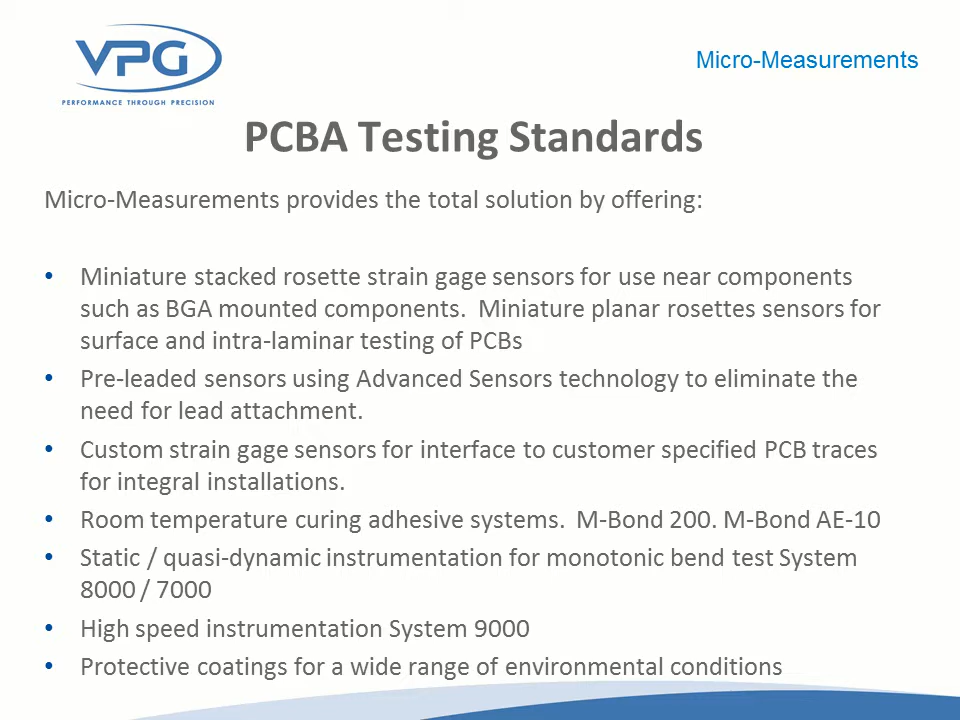 VPG
PERFORMANCE THROUGH PRECISION
Micro-Measurements
PCBA Testing Standards
Micro-Measurements provides the total solution by offering:
• Miniature stacked rosette strain gage sensors for use near components
such as BGA mounted components.  Miniature planar rosettes sensors for
surface and intra-laminar testing of PCBs
• Pre-leaded sensors using Advanced Sensors technology to eliminate the
need for lead attachment.
• Custom strain gage sensors for interface to customer specified PCB traces
for integral installations.
• Room temperature curing adhesive systems.  M-Bond 200. M-Bond AE-10
• Static / quasi-dynamic instrumentation for monotonic bend test System
8000 / 7000
• High speed instrumentation System 9000
• Protective coatings for a wide range of environmental conditions